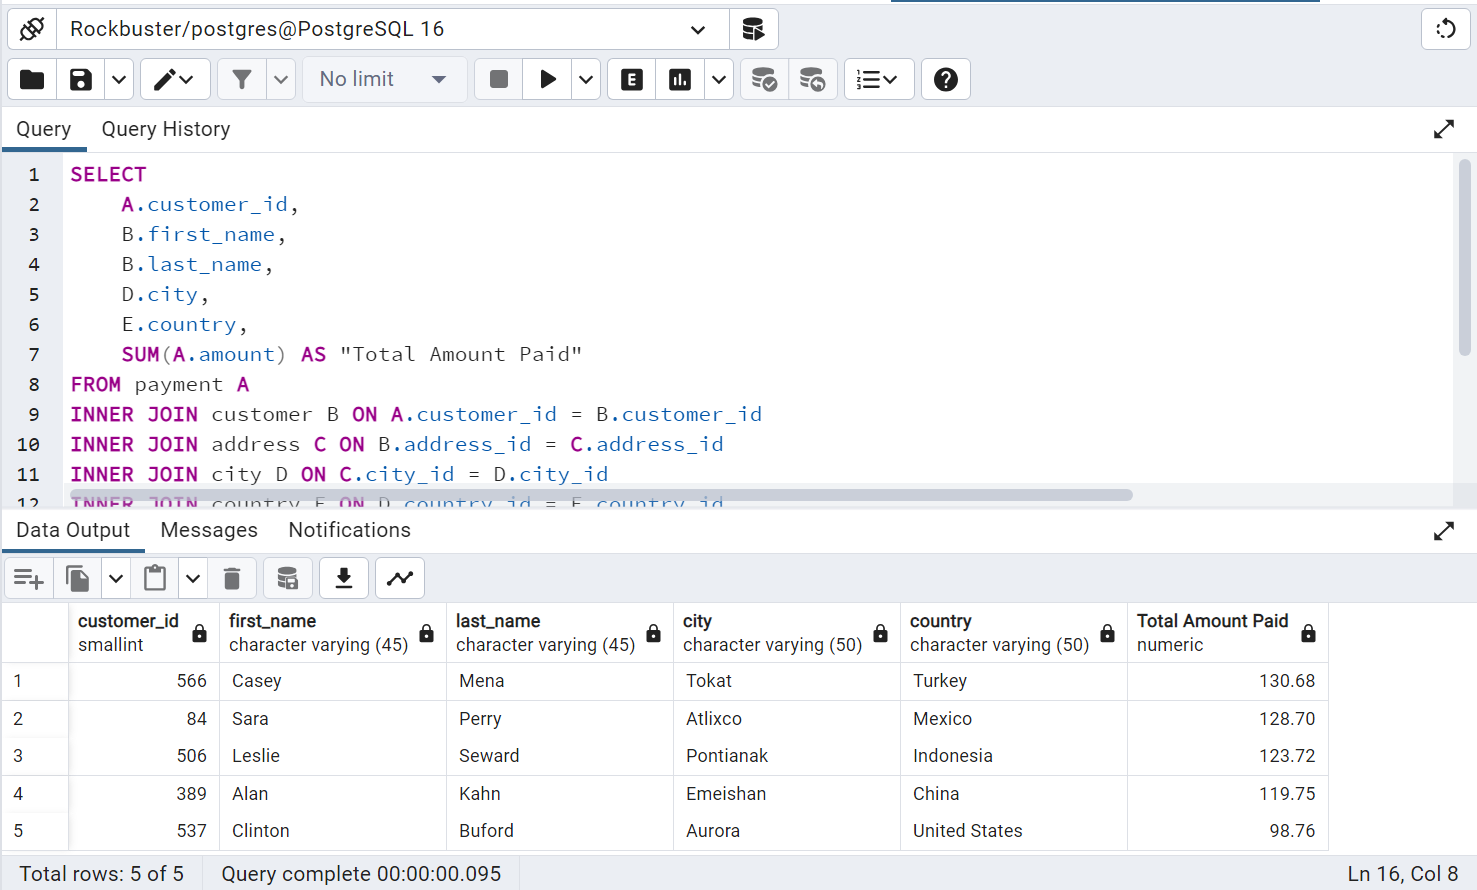 Rockbuster/postgres@PostgreSQL 16
No limit
E
Query Query History
1 SELECT
2 A.customer_id,
3 B.first_name,
4 B.last_name,
5 D.city,
6 E.country,
7 SUM(A.amount) AS "Total Amount Paid"
8 FROM payment A
9 INNER JOIN customer B ON A.customer_id = B.customer_id
10 INNER JOIN address C ON B.address_id = C.address_id
11 INNER JOIN city D ON C.city_id = D.city_id
12 INNER JOIN country E ON D.country_id = E.country_id
Data Output Messages Notifications
customer_id first_name last_name city country Total Amount Paid
smallint character varying (45) character varying (45) character varying (50) character varying (50) numeric
1 566 Casey Mena Tokat Turkey 130.68
2 84 Sara Perry Atlixco Mexico 128.70
3 506 Leslie Seward Pontianak Indonesia 123.72
4 389 Alan Kahn Emeishan China 119.75
5 537 Clinton Buford Aurora United States 98.76
Total rows: 5 of 5 Query complete 00:00:00.095 Ln 16, Col 8